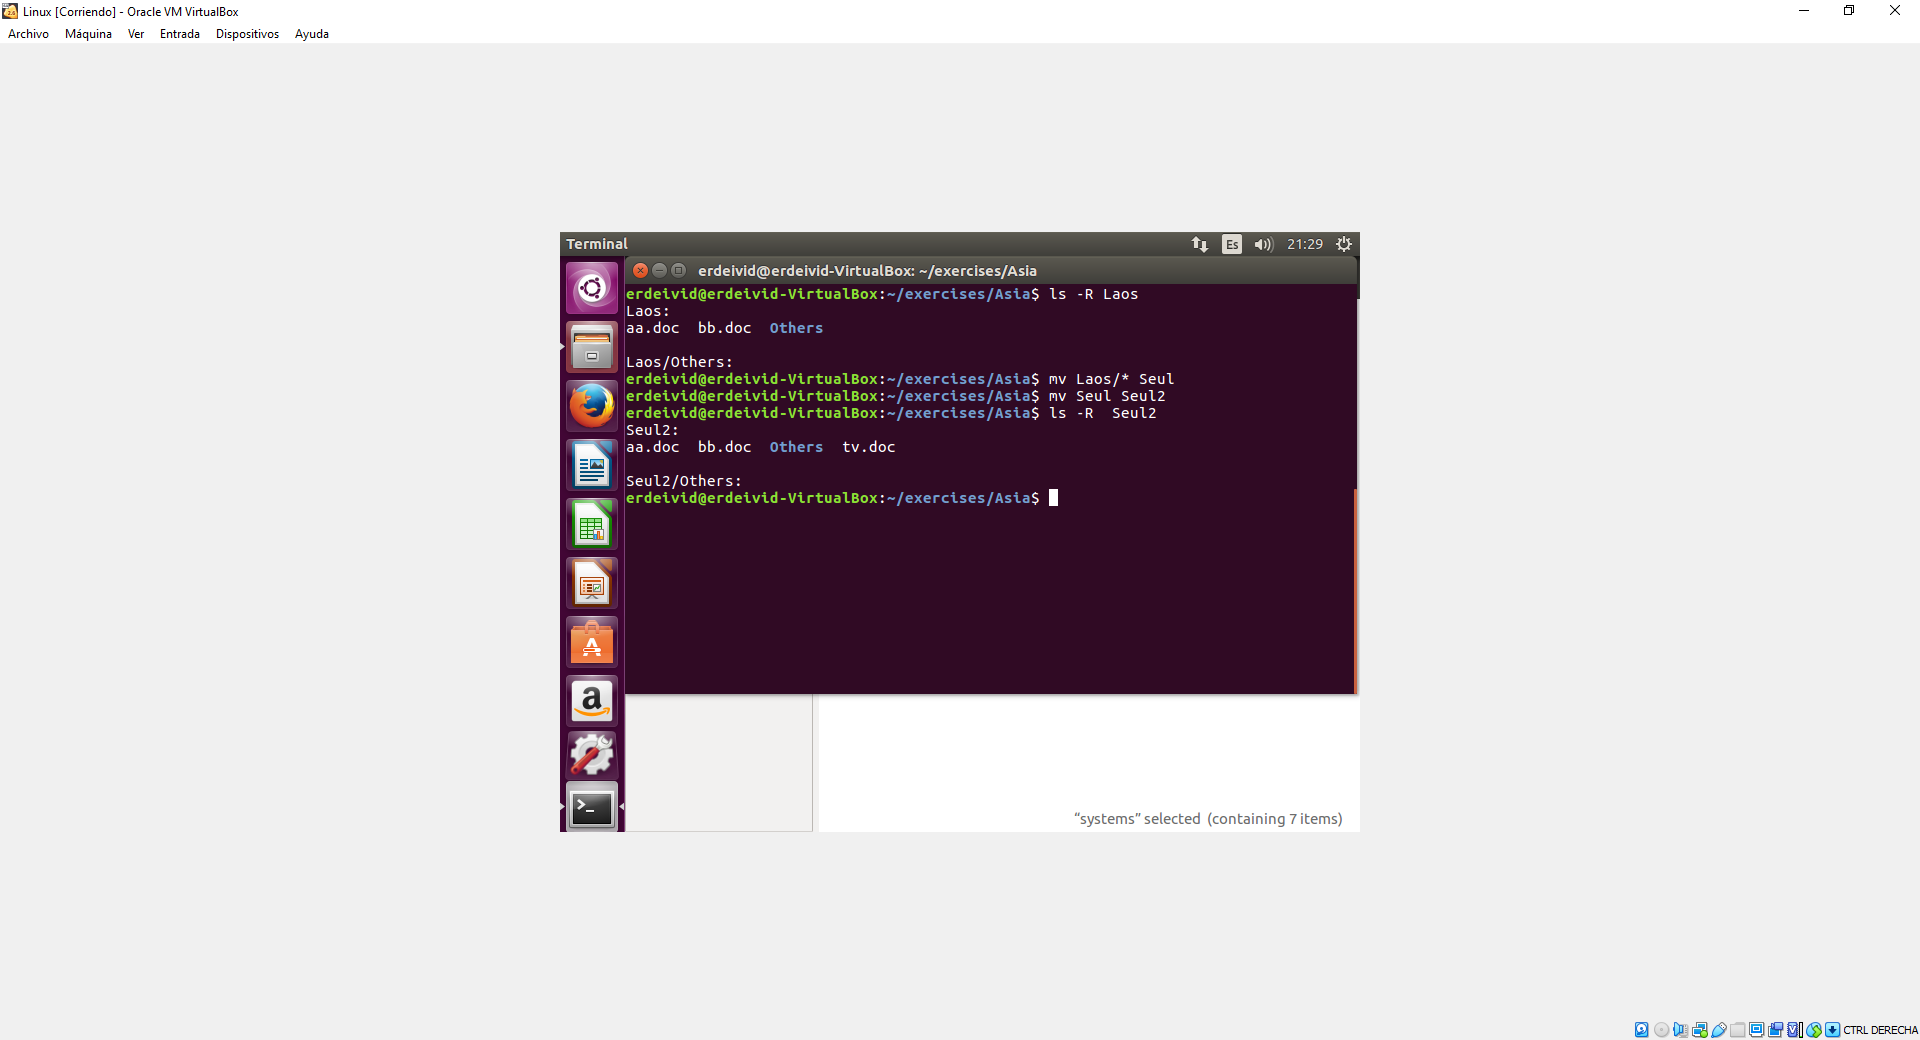 Linux [Corriendo] - Oracle VM VirtualBox
Archivo Máquina Ver Entrada Dispositivos Ayuda
Terminal Es 21:29
erdeivid@erdeivid-VirtualBox: ~/exercises/Asia
erdeivid@erdeivid-VirtualBox:~/exercises/Asia$ ls -R Laos
Laos:
aa.doc  bb.doc  Others
Laos/Others:
erdeivid@erdeivid-VirtualBox:~/exercises/Asia$ mv Laos/* Seul
erdeivid@erdeivid-VirtualBox:~/exercises/Asia$ mv Seul Seul2
erdeivid@erdeivid-VirtualBox:~/exercises/Asia$ ls -R  Seul2
Seul2:
aa.doc  bb.doc  Others  tv.doc
Seul2/Others:
erdeivid@erdeivid-VirtualBox:~/exercises/Asia$
“systems” selected (containing 7 items)
CTRL DERECHA